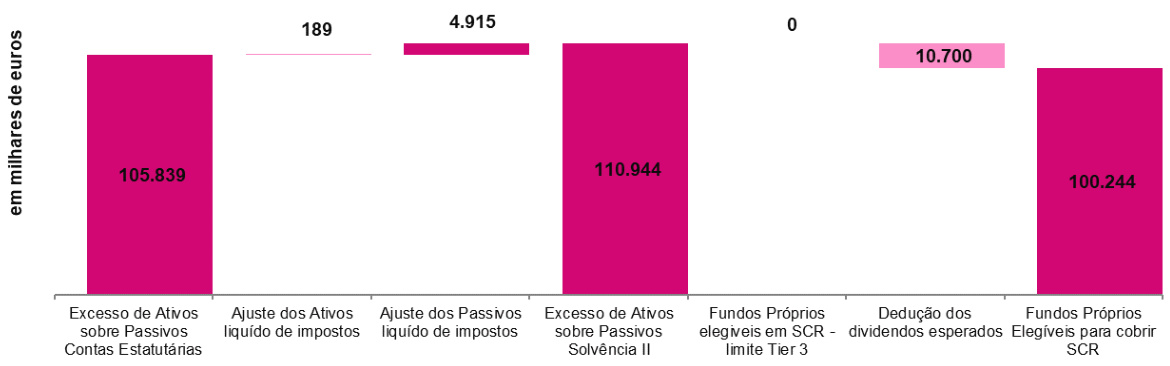 em milhares de euros
105.839
189
4.915
110.944
0
10.700
100.244
Excesso de Ativos
sobre Passivos
Contas Estatutárias
Ajuste dos Ativos
liquído de impostos
Ajuste dos Passivos
liquído de impostos
Excesso de Ativos
sobre Passivos
Solvência II
Fundos Próprios
elegiveis em SCR -
limite Tier 3
Dedução dos
dividendos esperados
Fundos Próprios
Elegíveis para cobrir
SCR